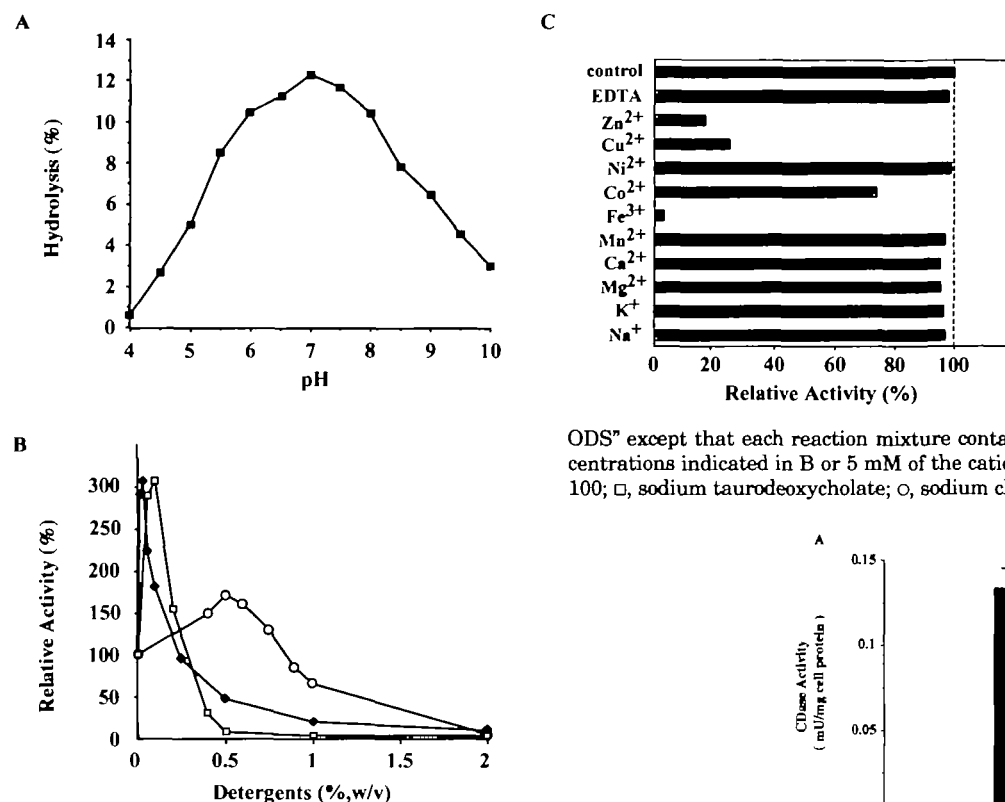 A
14
12
10
8
6
4
2
0
Hydrolysis (%)
4 5 6 7 8 9 10
pH
B
300
250
200
150
100
50
0
Relative Activity (%)
0 0.5 1 1.5 2
Detergents (%,w/v)
C
control
EDTA
Zn2+
Cu2+
Ni2+
Co2+
Fe3+
Mn2+
Ca2+
Mg2+
K+
Na+
0 20 40 60 80 100
Relative Activity (%)
ODS" except that each reaction mixture conta
centrations indicated in B or 5 mM of the catio
100; □, sodium taurodeoxycholate; ○, sodium cl
A
0.15
0.1
0.05
CDase Activity
( mU/mg cell protein )